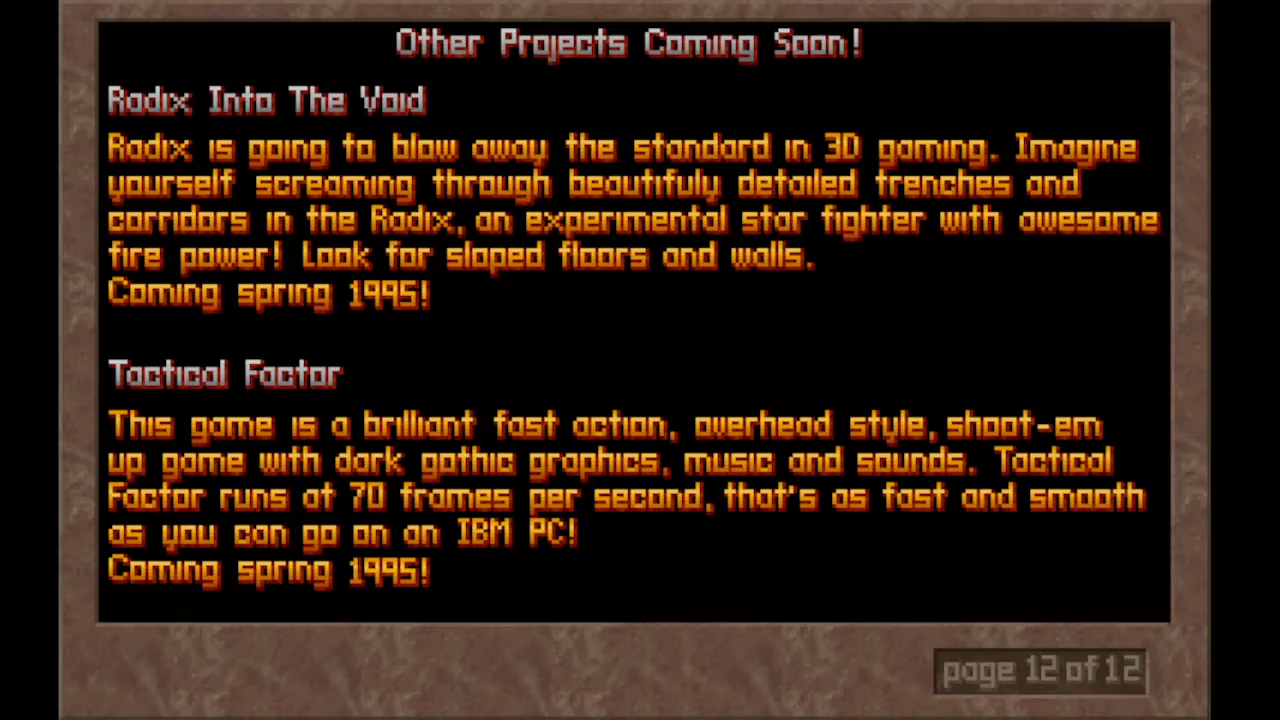 Other Projects Coming Soon!
Radix Into The Void
Radix is going to blow away the standard in 3D gaming. Imagine
yourself screaming through beautifuly detailed trenches and
corridors in the Radix, an experimental star fighter with awesome
fire power! Look for sloped floors and walls.
Coming spring 1995!
Tactical Factor
This game is a brilliant fast action, overhead style, shoot-em
up game with dark gothic graphics, music and sounds. Tactical
Factor runs at 70 frames per second, that's as fast and smooth
as you can go on an IBM PC!
Coming spring 1995!
page 12 of 12